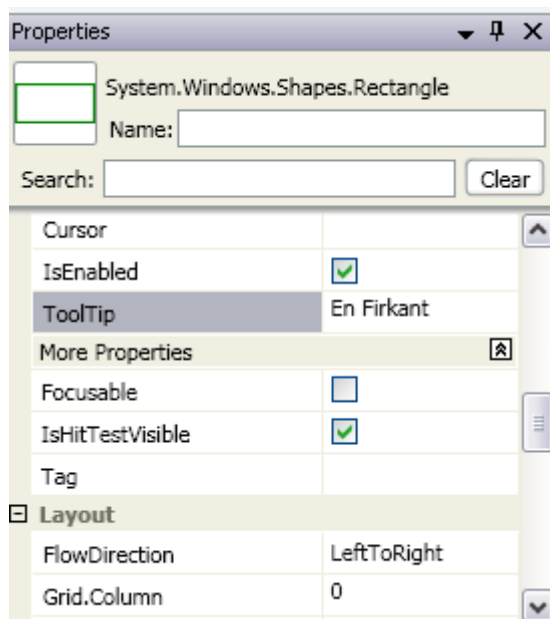 Properties
System.Windows.Shapes.Rectangle
Name:
Search: Clear
Cursor
IsEnabled
ToolTip En Firkant
More Properties
Focusable
IsHitTestVisible
Tag
Layout
FlowDirection LeftToRight
Grid.Column 0